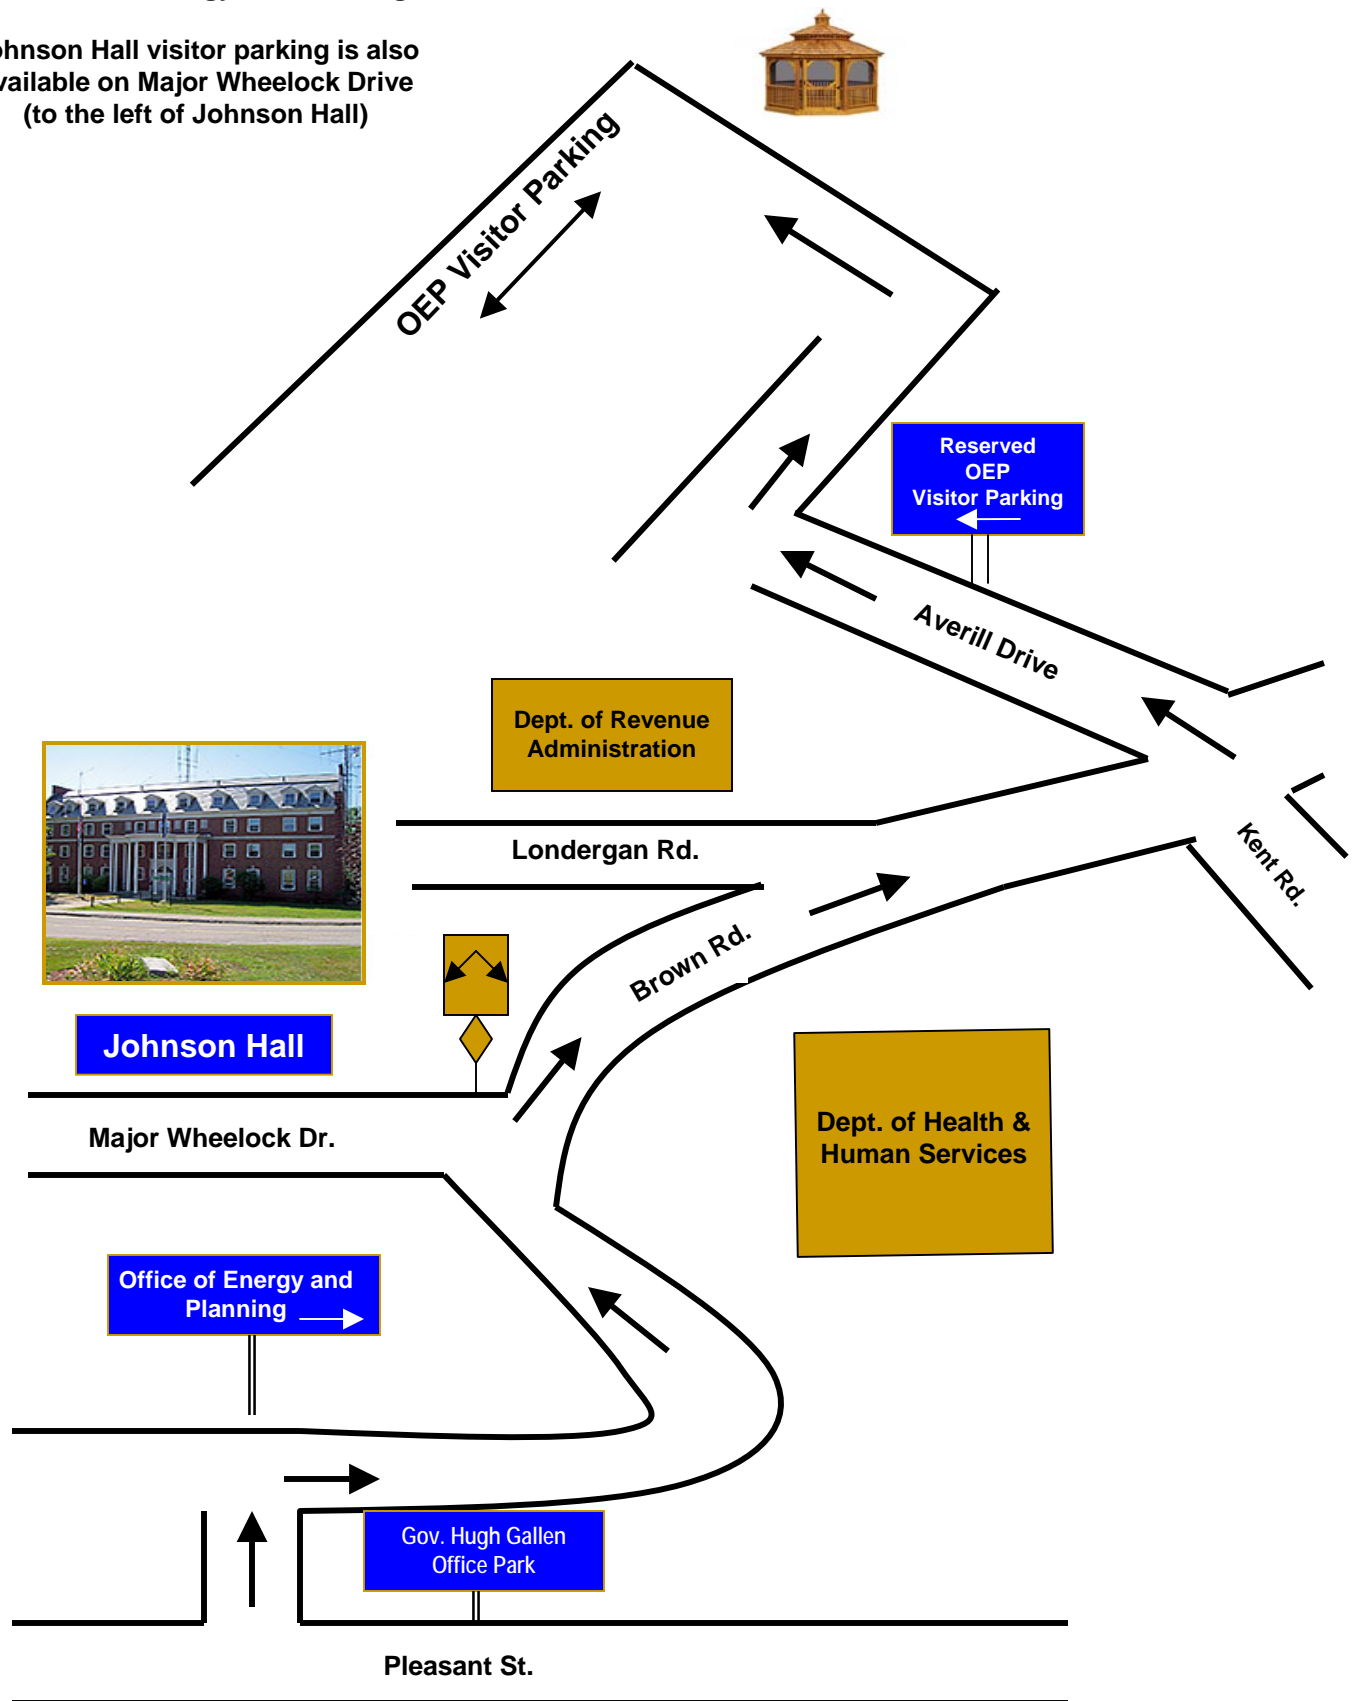 ohnson Hall visitor parking is also
vailable on Major Wheelock Drive
(to the left of Johnson Hall)
OEP Visitor Parking
Reserved
OEP
Visitor Parking
Averill Drive
Dept. of Revenue
Administration
Londergan Rd.
Kent Rd.
Brown Rd.
Johnson Hall
Major Wheelock Dr.
Dept. of Health &
Human Services
Office of Energy and
Planning
Gov. Hugh Gallen
Office Park
Pleasant St.